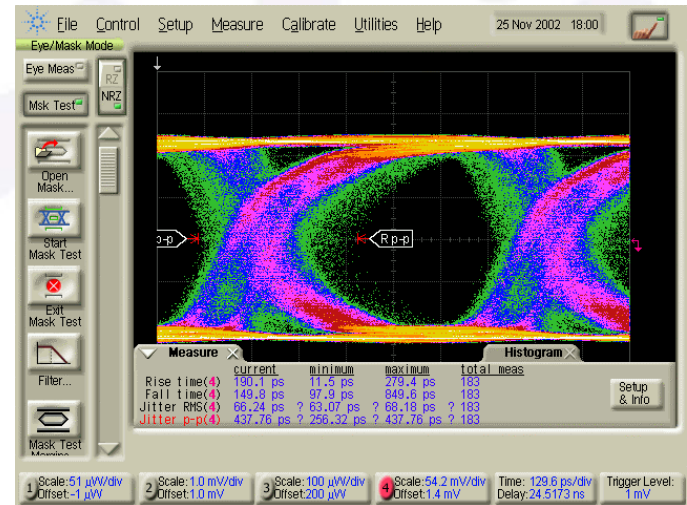 File Control Setup Measure Calibrate Utilities Help 25 Nov 2002 18:00
Eye/Mask Mode
Eye Meas
RZ
NRZ
Msk Test
Open
Mask...
Start
Mask Test
Exit
Mask Test
Filter...
Mask Test
p-p
R p-p
Measure
Histogram
current minimum maximum total meas
Rise time(4) 190.1 ps 11.5 ps 279.4 ps 183
Fall time(4) 149.8 ps 97.9 ps 849.6 ps 183
Jitter RMS(4) 66.24 ps ? 63.07 ps ? 68.18 ps ? 183
Jitter p-p(4) 437.76 ps ? 256.32 ps ? 437.76 ps ? 183
Setup
& Info
1 Scale:51 µW/div
Offset:-1 µW
2 Scale:1.0 mV/div
Offset:1.0 mV
3 Scale:100 µW/div
Offset:200 µW
4 Scale:54.2 mV/div
Offset:1.4 mV
Time: 129.6 ps/div
Delay:24.5173 ns
Trigger Level:
1 mV